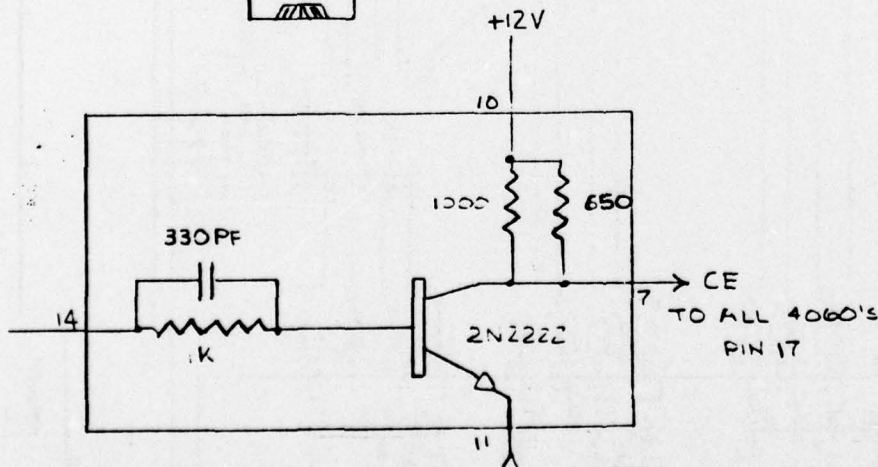 +12V
10
1000
650
330PF
14
1K
2N2222
7
CE
TO ALL 4060'S
PIN 17
11